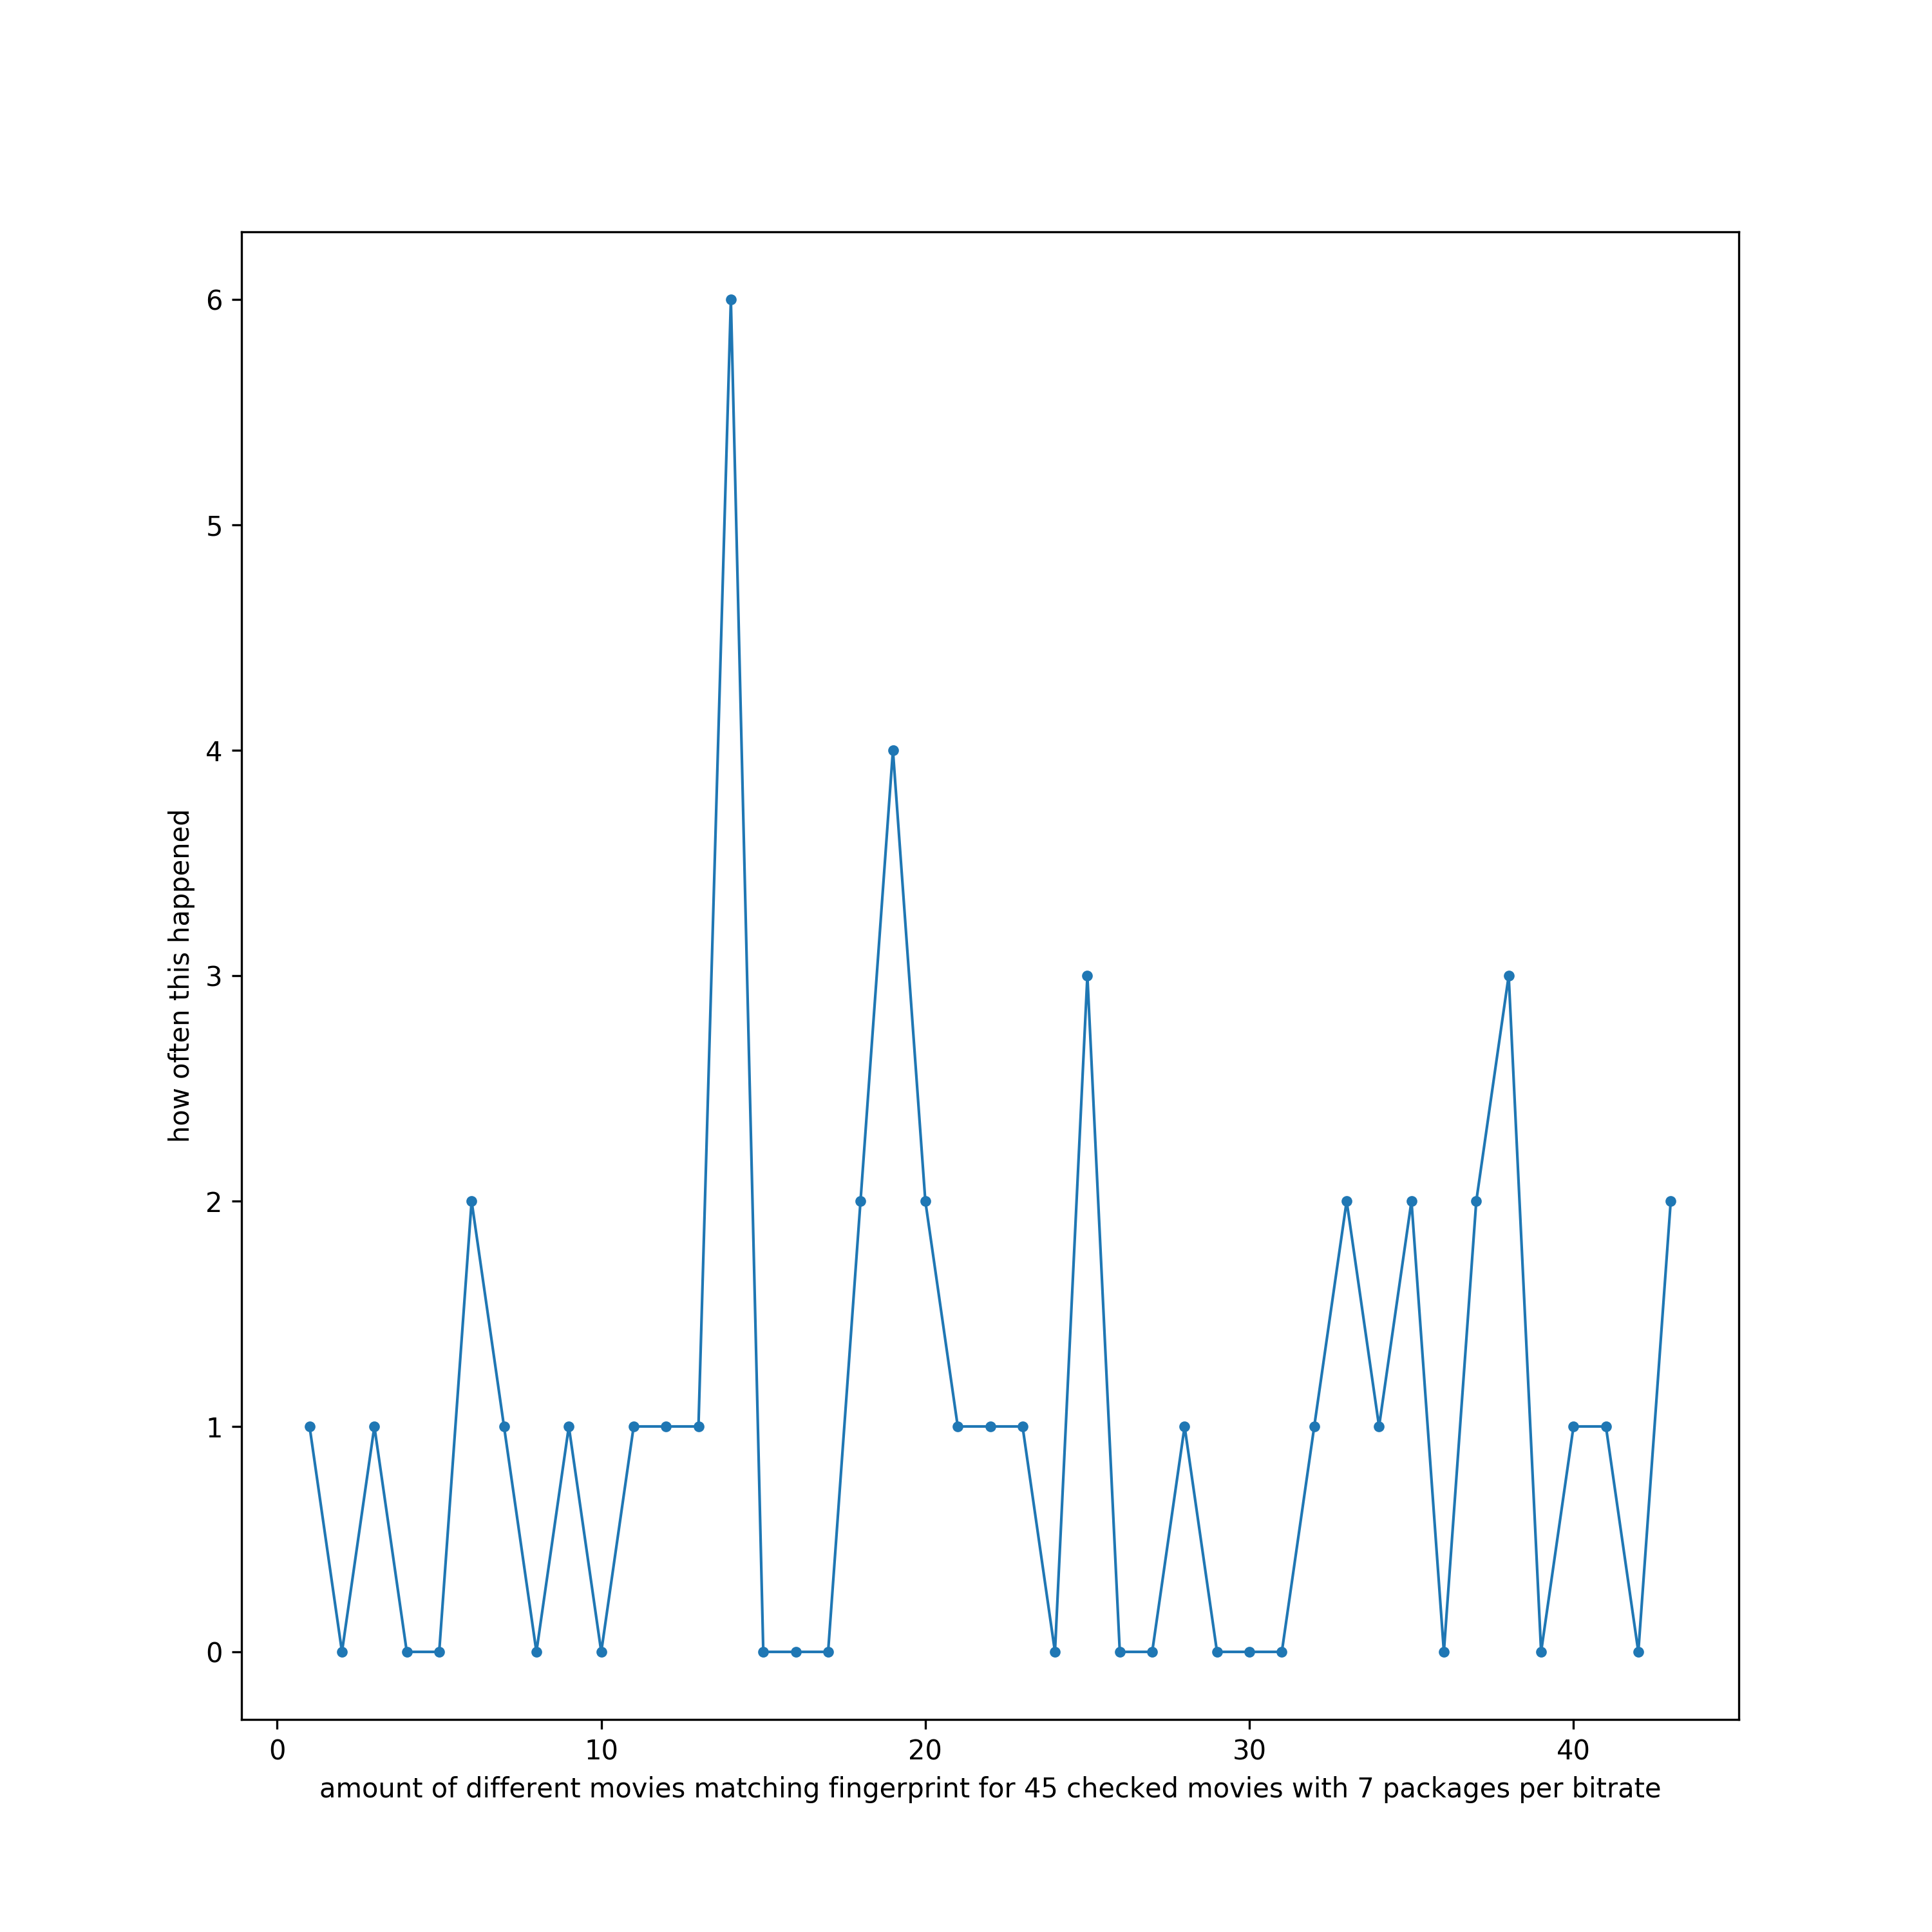 6
5
4
3
2
1
0
how often this happened
0 10 20 30 40
amount of different movies matching fingerprint for 45 checked movies with 7 packages per bitrate